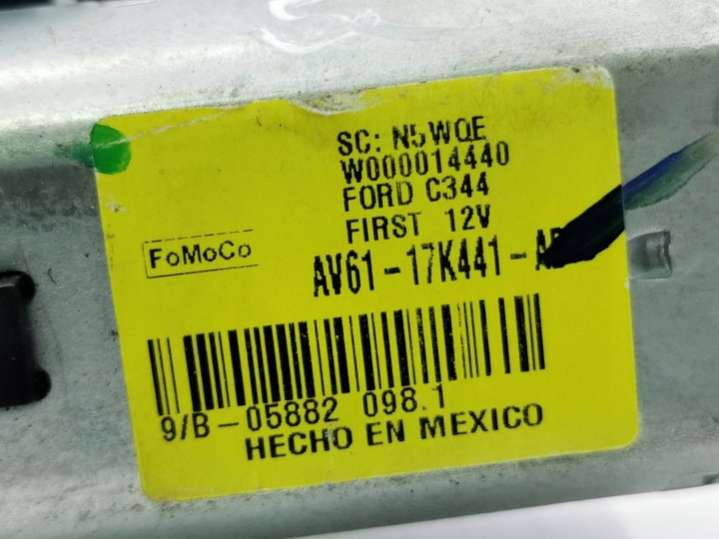 SC: N5WQE
W000014440
FORD C344
FIRST 12V
FoMoCo
AV61-17K441-
9/B-05882 098.1
HECHO EN MEXICO